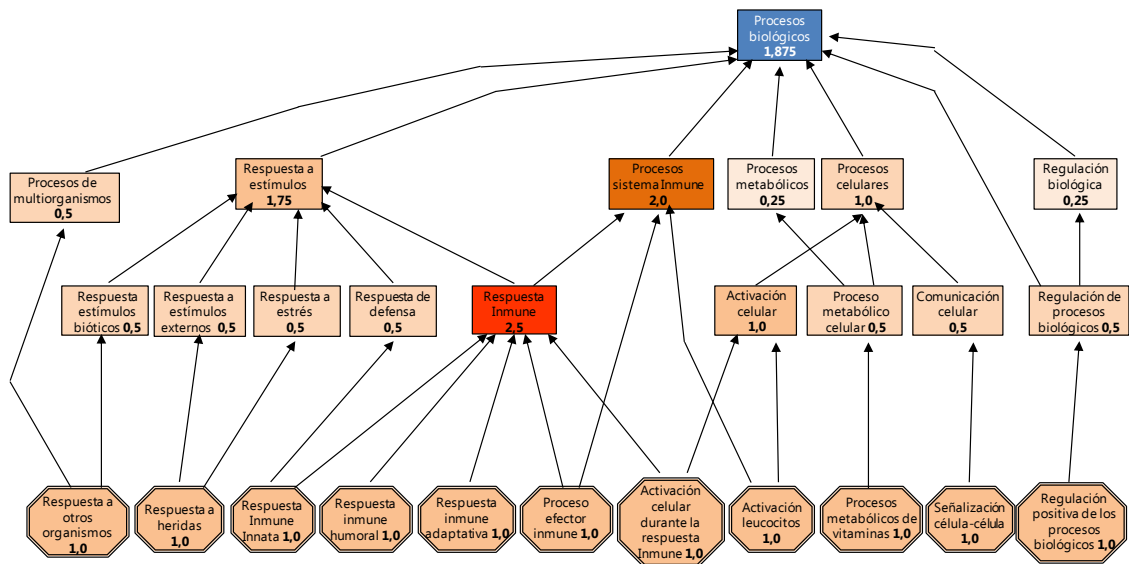 Procesos
biológicos
1,875
Procesos de
multiorganismos
0,5
Respuesta a
estímulos
1,75
Procesos
sistema Inmune
2,0
Procesos
metabólicos
0,25
Procesos
celulares
1,0
Regulación
biológica
0,25
Respuesta
estímulos
bióticos 0,5
Respuesta a
estímulos
externos 0,5
Respuesta a
estrés
0,5
Respuesta de
defensa
0,5
Respuesta
Inmune
2,5
Activación
celular
1,0
Proceso
metabólico
celular 0,5
Comunicación
celular
0,5
Regulación de
procesos
biológicos 0,5
Respuesta a
otros
organismos
1,0
Respuesta
a heridas
1,0
Respuesta
Inmune
Innata 1,0
Respuesta
inmune
humoral 1,0
Respuesta
inmune
adaptativa 1,0
Proceso
efector
inmune 1,0
Activación
celular
durante la
respuesta
Inmune 1,0
Activación
leucocitos
1,0
Procesos
metabólicos de
vitaminas 1,0
Señalización
célula-célula
1,0
Regulación
positiva de los
procesos
biológicos 1,0